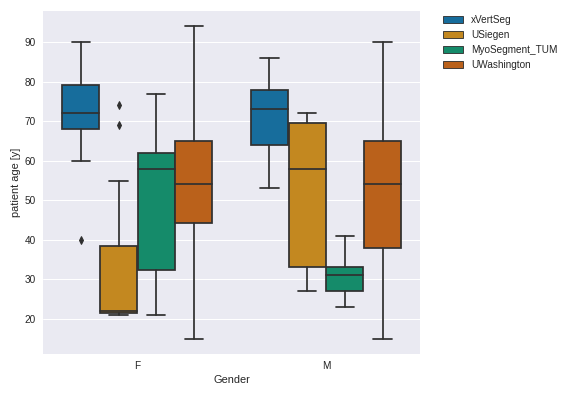 xVertSeg
USiegen
MyoSegment_TUM
UWashington
patient age [y]
90
80
70
60
50
40
30
20
F
M
Gender